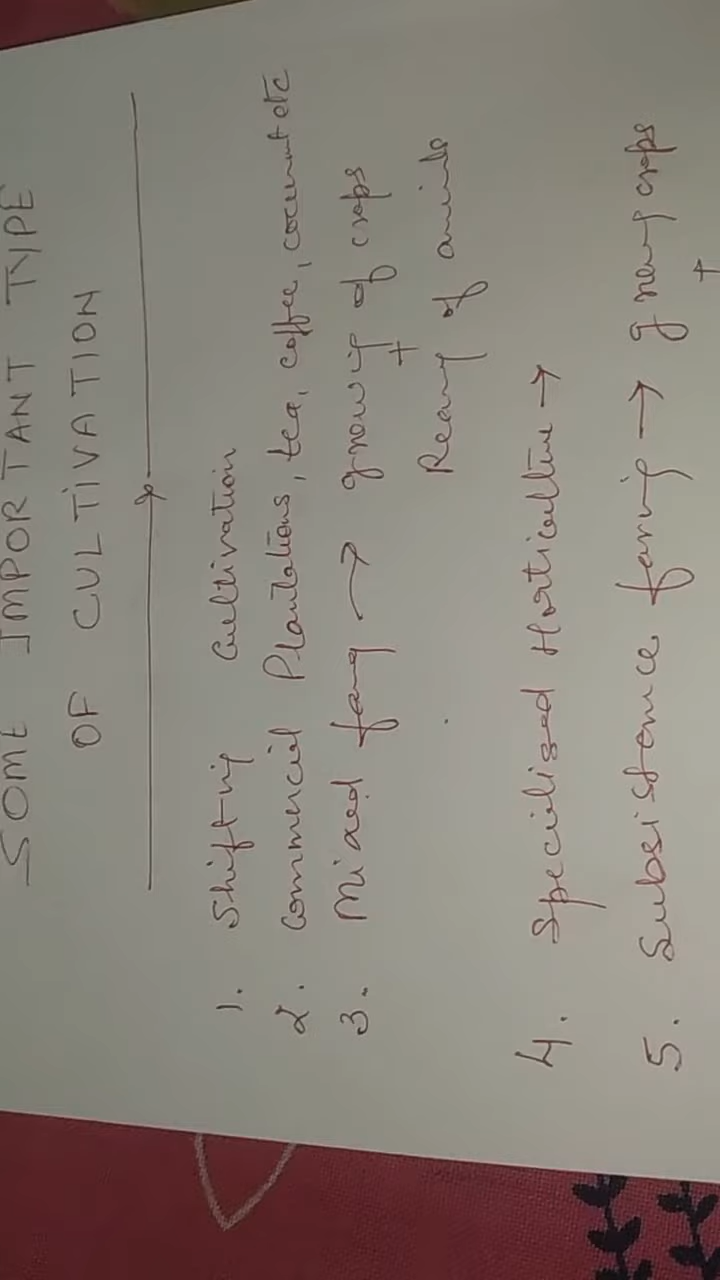 SOME IMPORTANT TYPE
OF CULTIVATION
1. Shifting Cultivation
2. Commercial Plantations, tea, coffee, coconut etc
3. Mixed farming → growing of crops
+
Rearing of animals
4. Specialized Horticulture →
5. Subsistence farming → growing crops
+